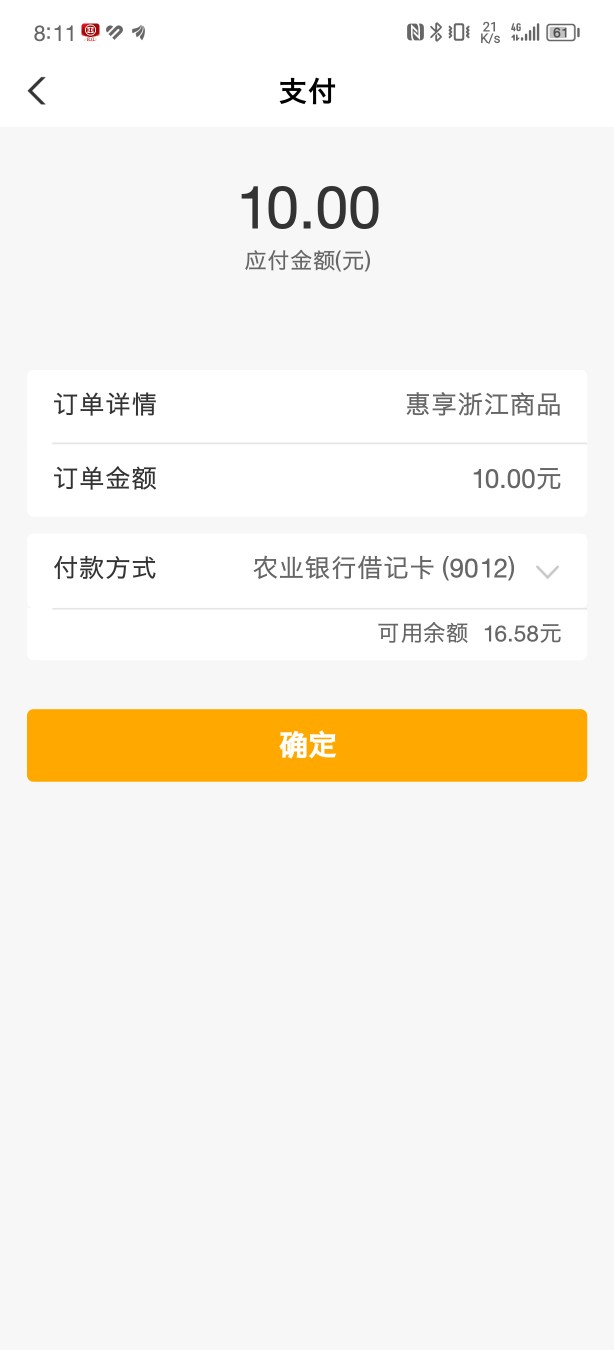 8:11 21 K/s 4G 61
支付
10.00
应付金额(元)
订单详情 惠享浙江商品
订单金额 10.00元
付款方式 农业银行借记卡 (9012)
可用余额 16.58元
确定